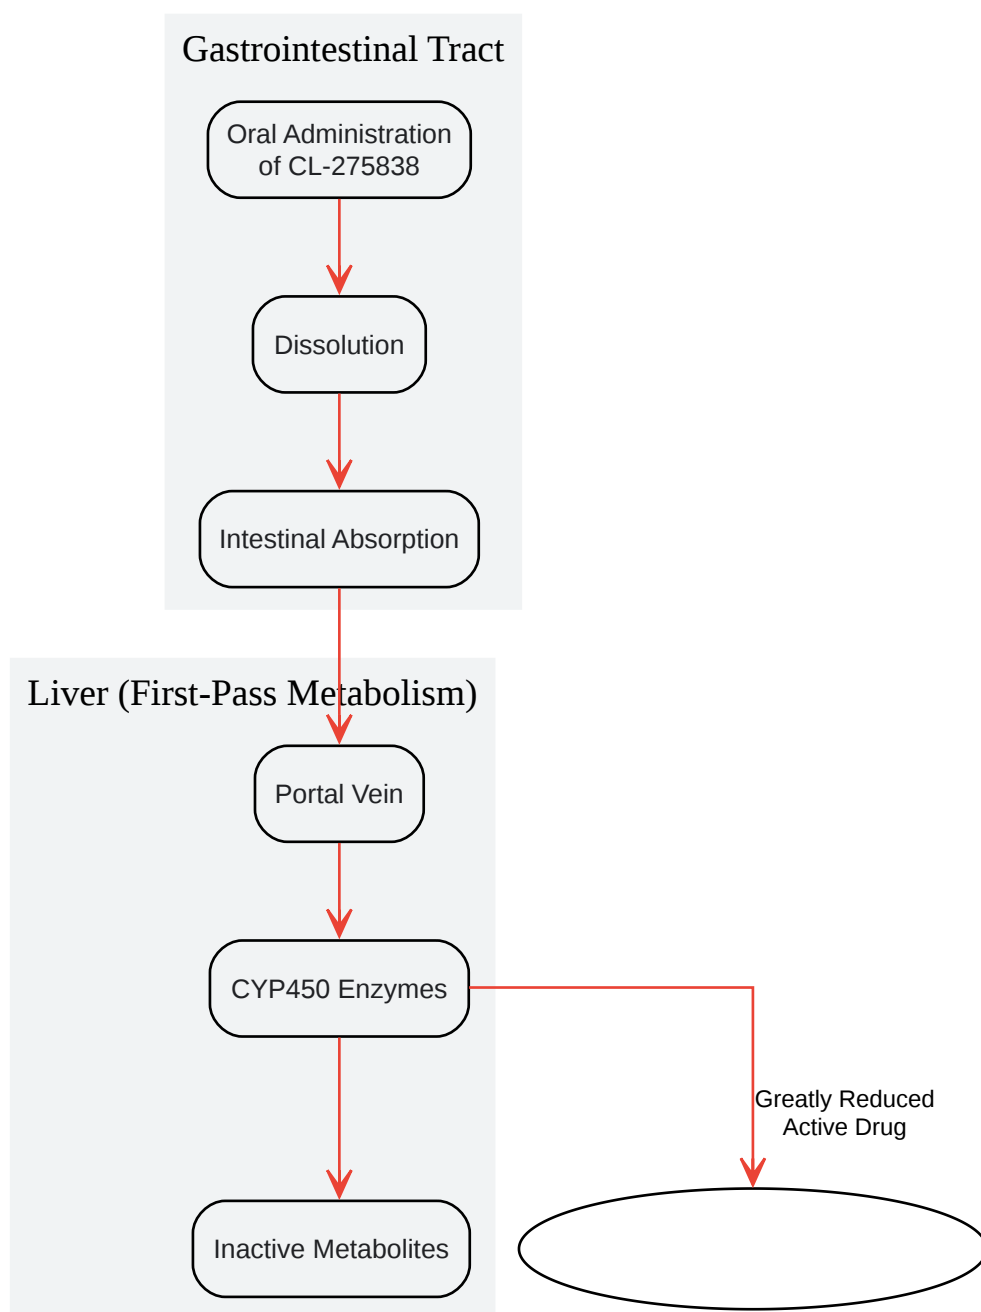 Gastrointestinal Tract
Oral Administration
of CL-275838
Dissolution
Intestinal Absorption
Liver (First-Pass Metabolism)
Portal Vein
CYP450 Enzymes
Greatly Reduced
Active Drug
Inactive Metabolites